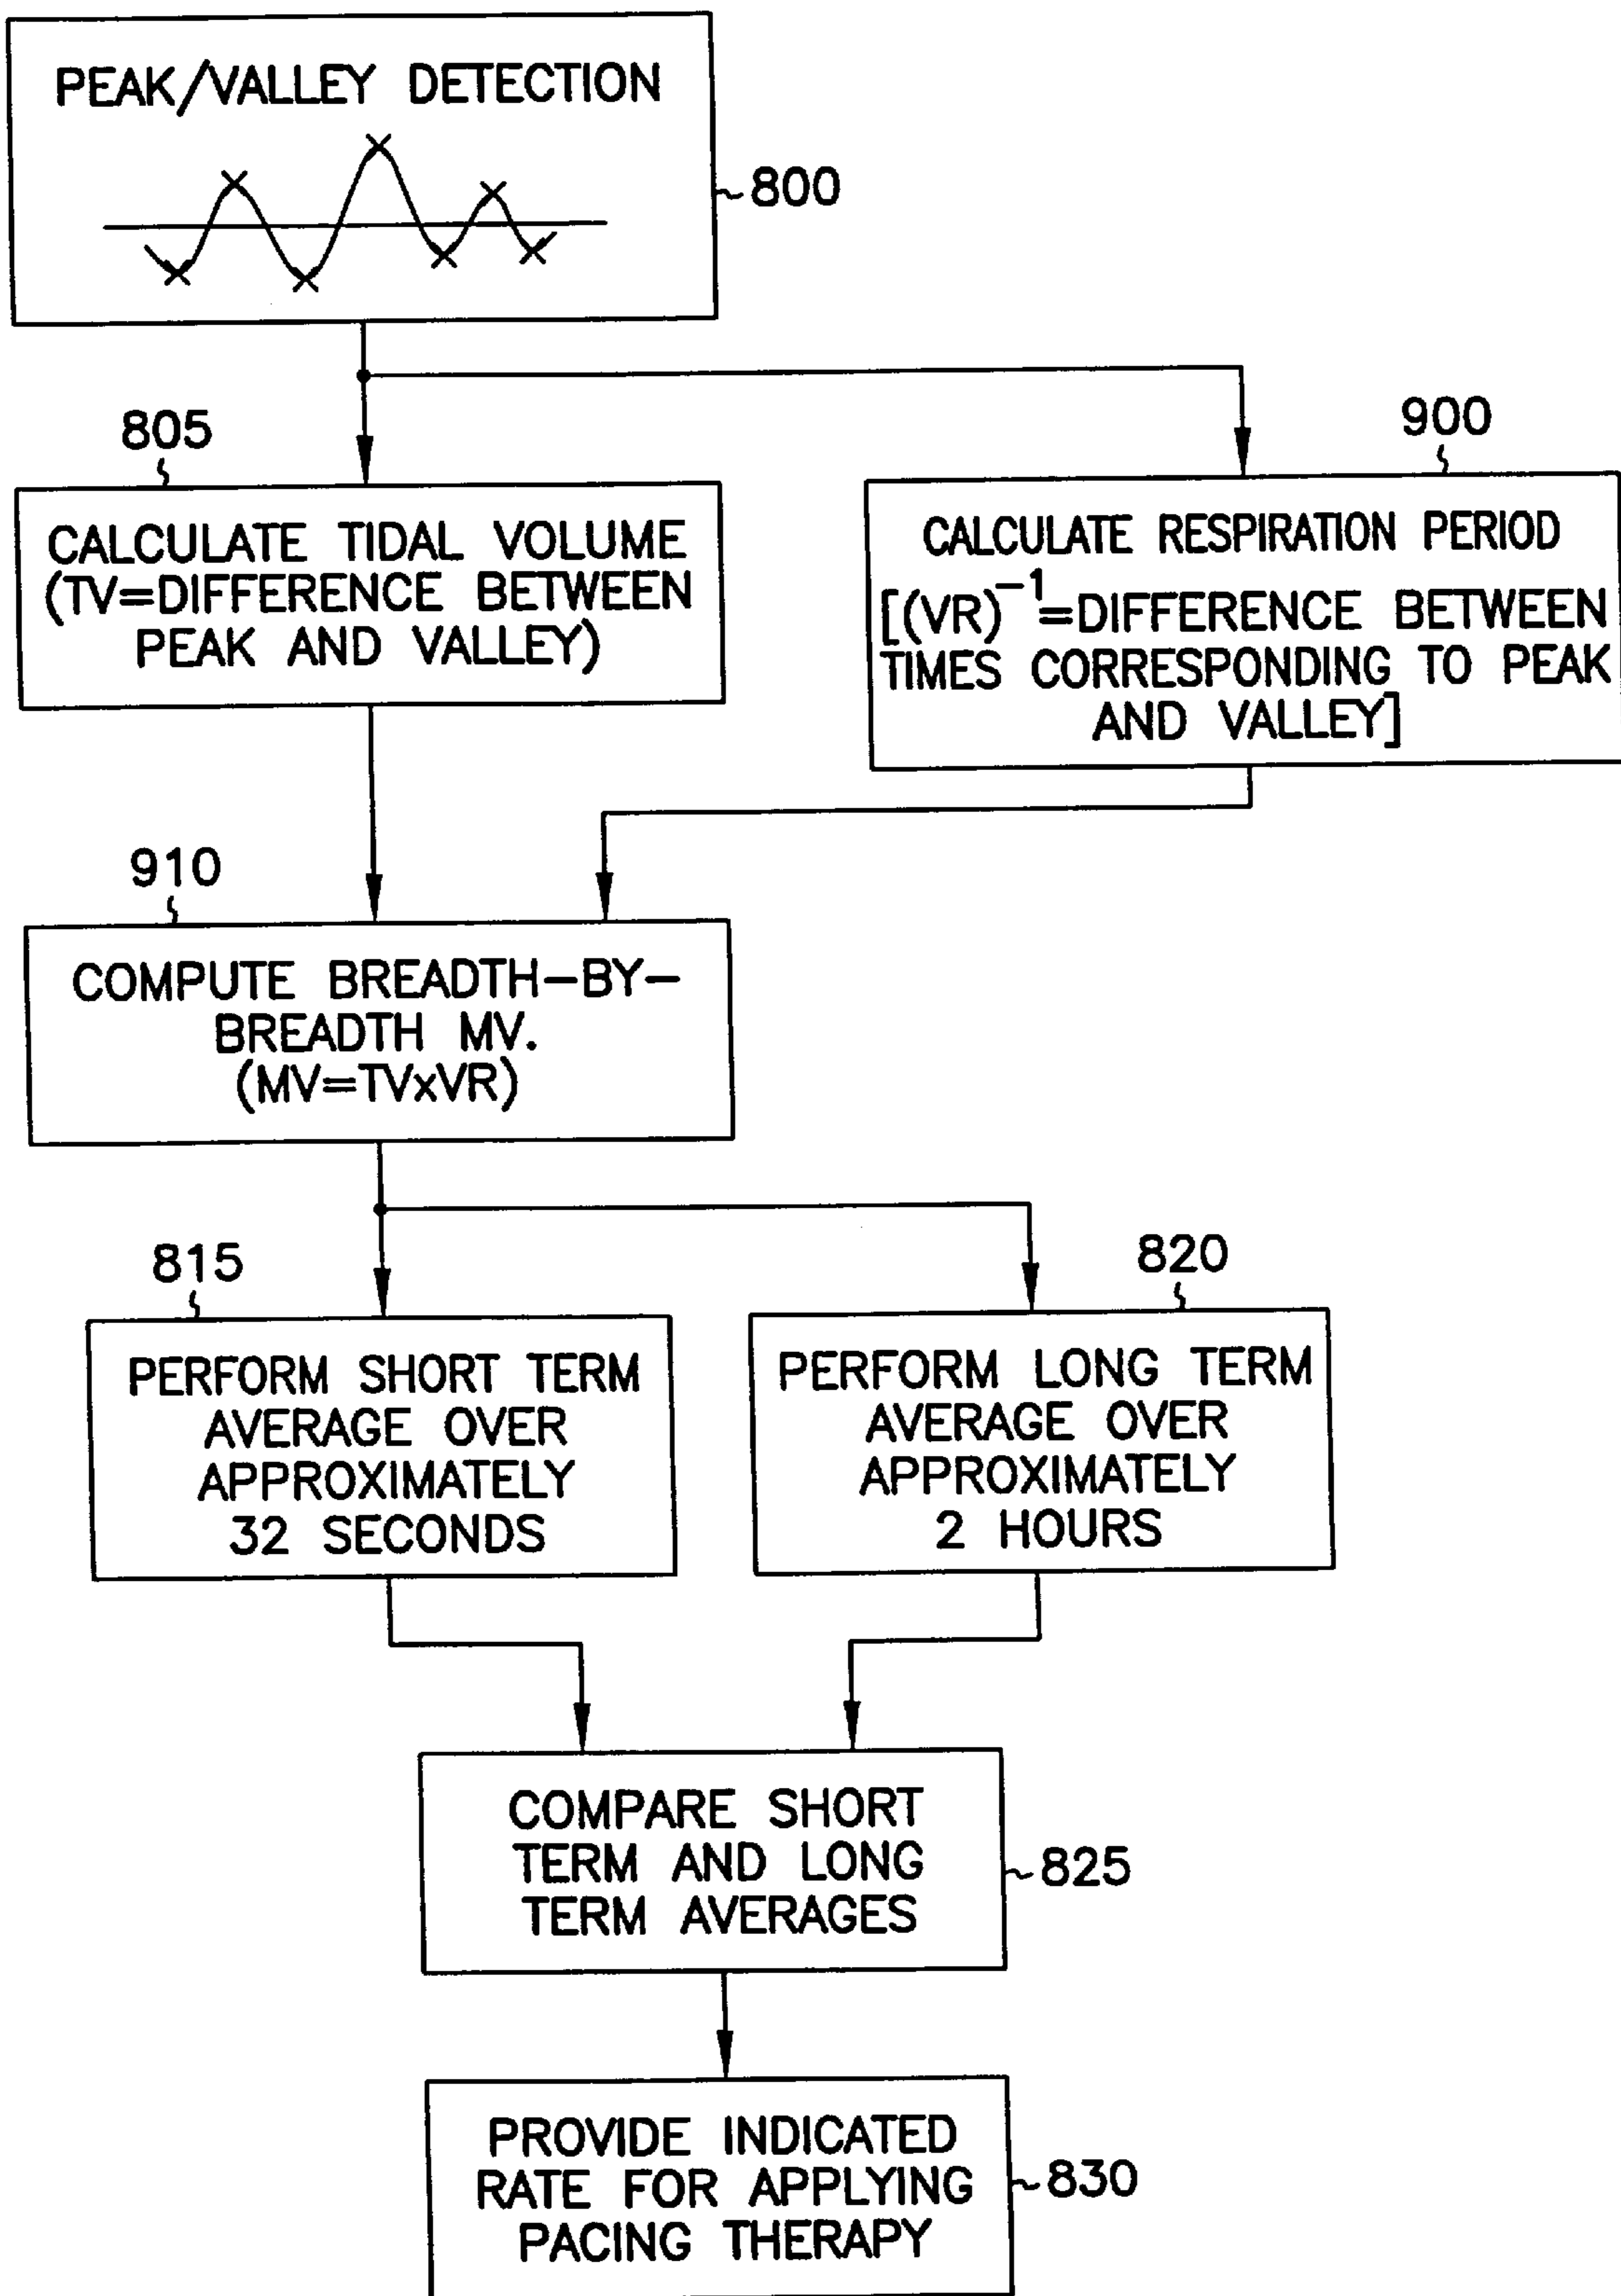 PEAK/VALLEY DETECTION
800
805
CALCULATE TIDAL VOLUME
(TV=DIFFERENCE BETWEEN
PEAK AND VALLEY)
900
CALCULATE RESPIRATION PERIOD
[(VR)⁻¹=DIFFERENCE BETWEEN
TIMES CORRESPONDING TO PEAK
AND VALLEY]
910
COMPUTE BREADTH-BY-
BREADTH MV.
(MV=TVxVR)
815
PERFORM SHORT TERM
AVERAGE OVER
APPROXIMATELY
32 SECONDS
820
PERFORM LONG TERM
AVERAGE OVER
APPROXIMATELY
2 HOURS
COMPARE SHORT
TERM AND LONG
TERM AVERAGES
825
PROVIDE INDICATED
RATE FOR APPLYING
PACING THERAPY
830